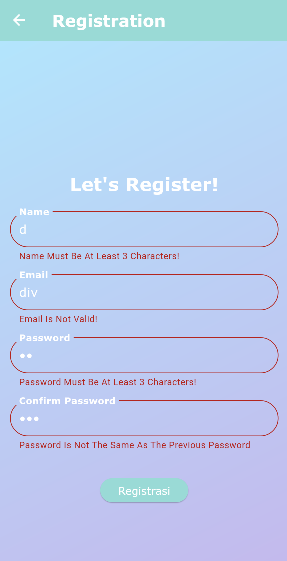 Registration
Let's Register!
Name
d
Name Must Be At Least 3 Characters!
Email
div
Email Is Not Valid!
Password
••
Password Must Be At Least 3 Characters!
Confirm Password
•••
Password Is Not The Same As The Previous Password
Registrasi